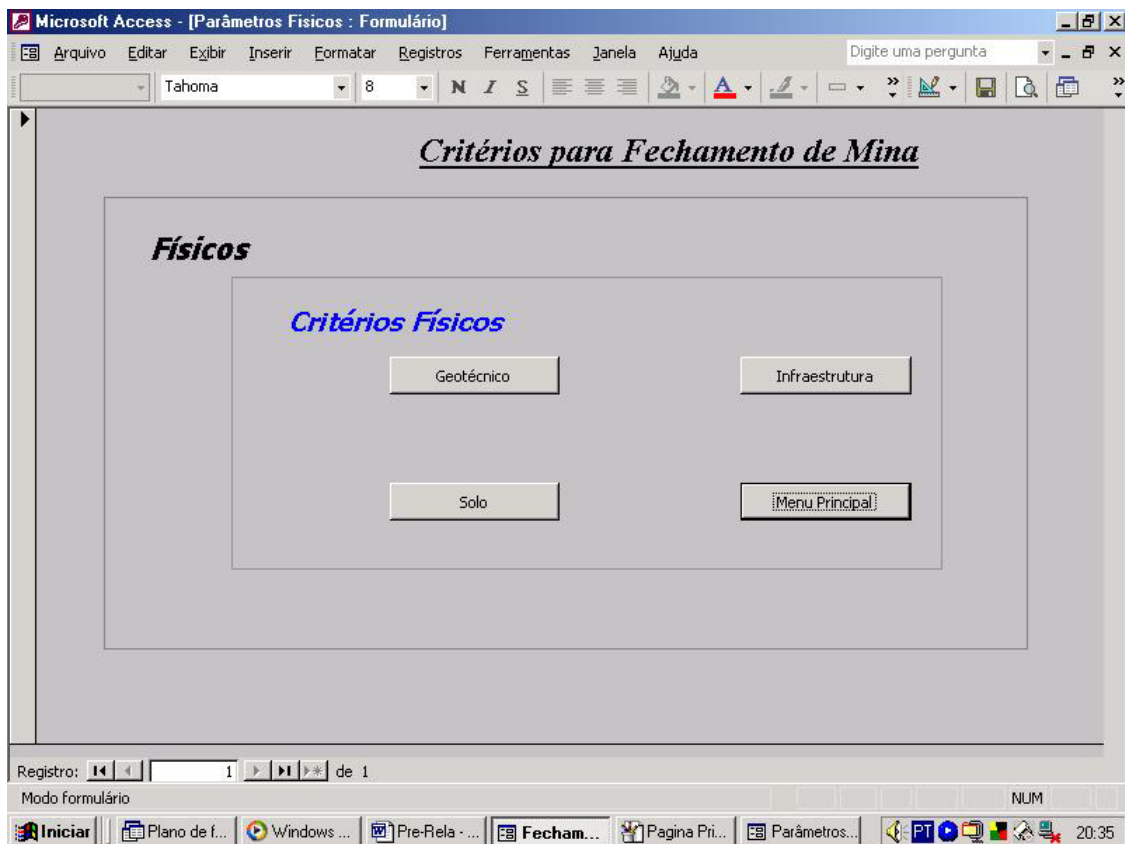 Microsoft Access - [Parâmetros Fisicos : Formulário]
Arquivo Editar Exibir Inserir Formatar Registros Ferramentas Janela Ajuda Digite uma pergunta
Tahoma 8 N I S A
Critérios para Fechamento de Mina
Físicos
Critérios Físicos
Geotécnico Infraestrutura
Solo Menu Principal
Registro: 1 de 1
Modo formulário NUM
Iniciar Plano de f... Windows ... Pre-Rela - ... Fecham... Pagina Pri... Parâmetros... PT 20:35